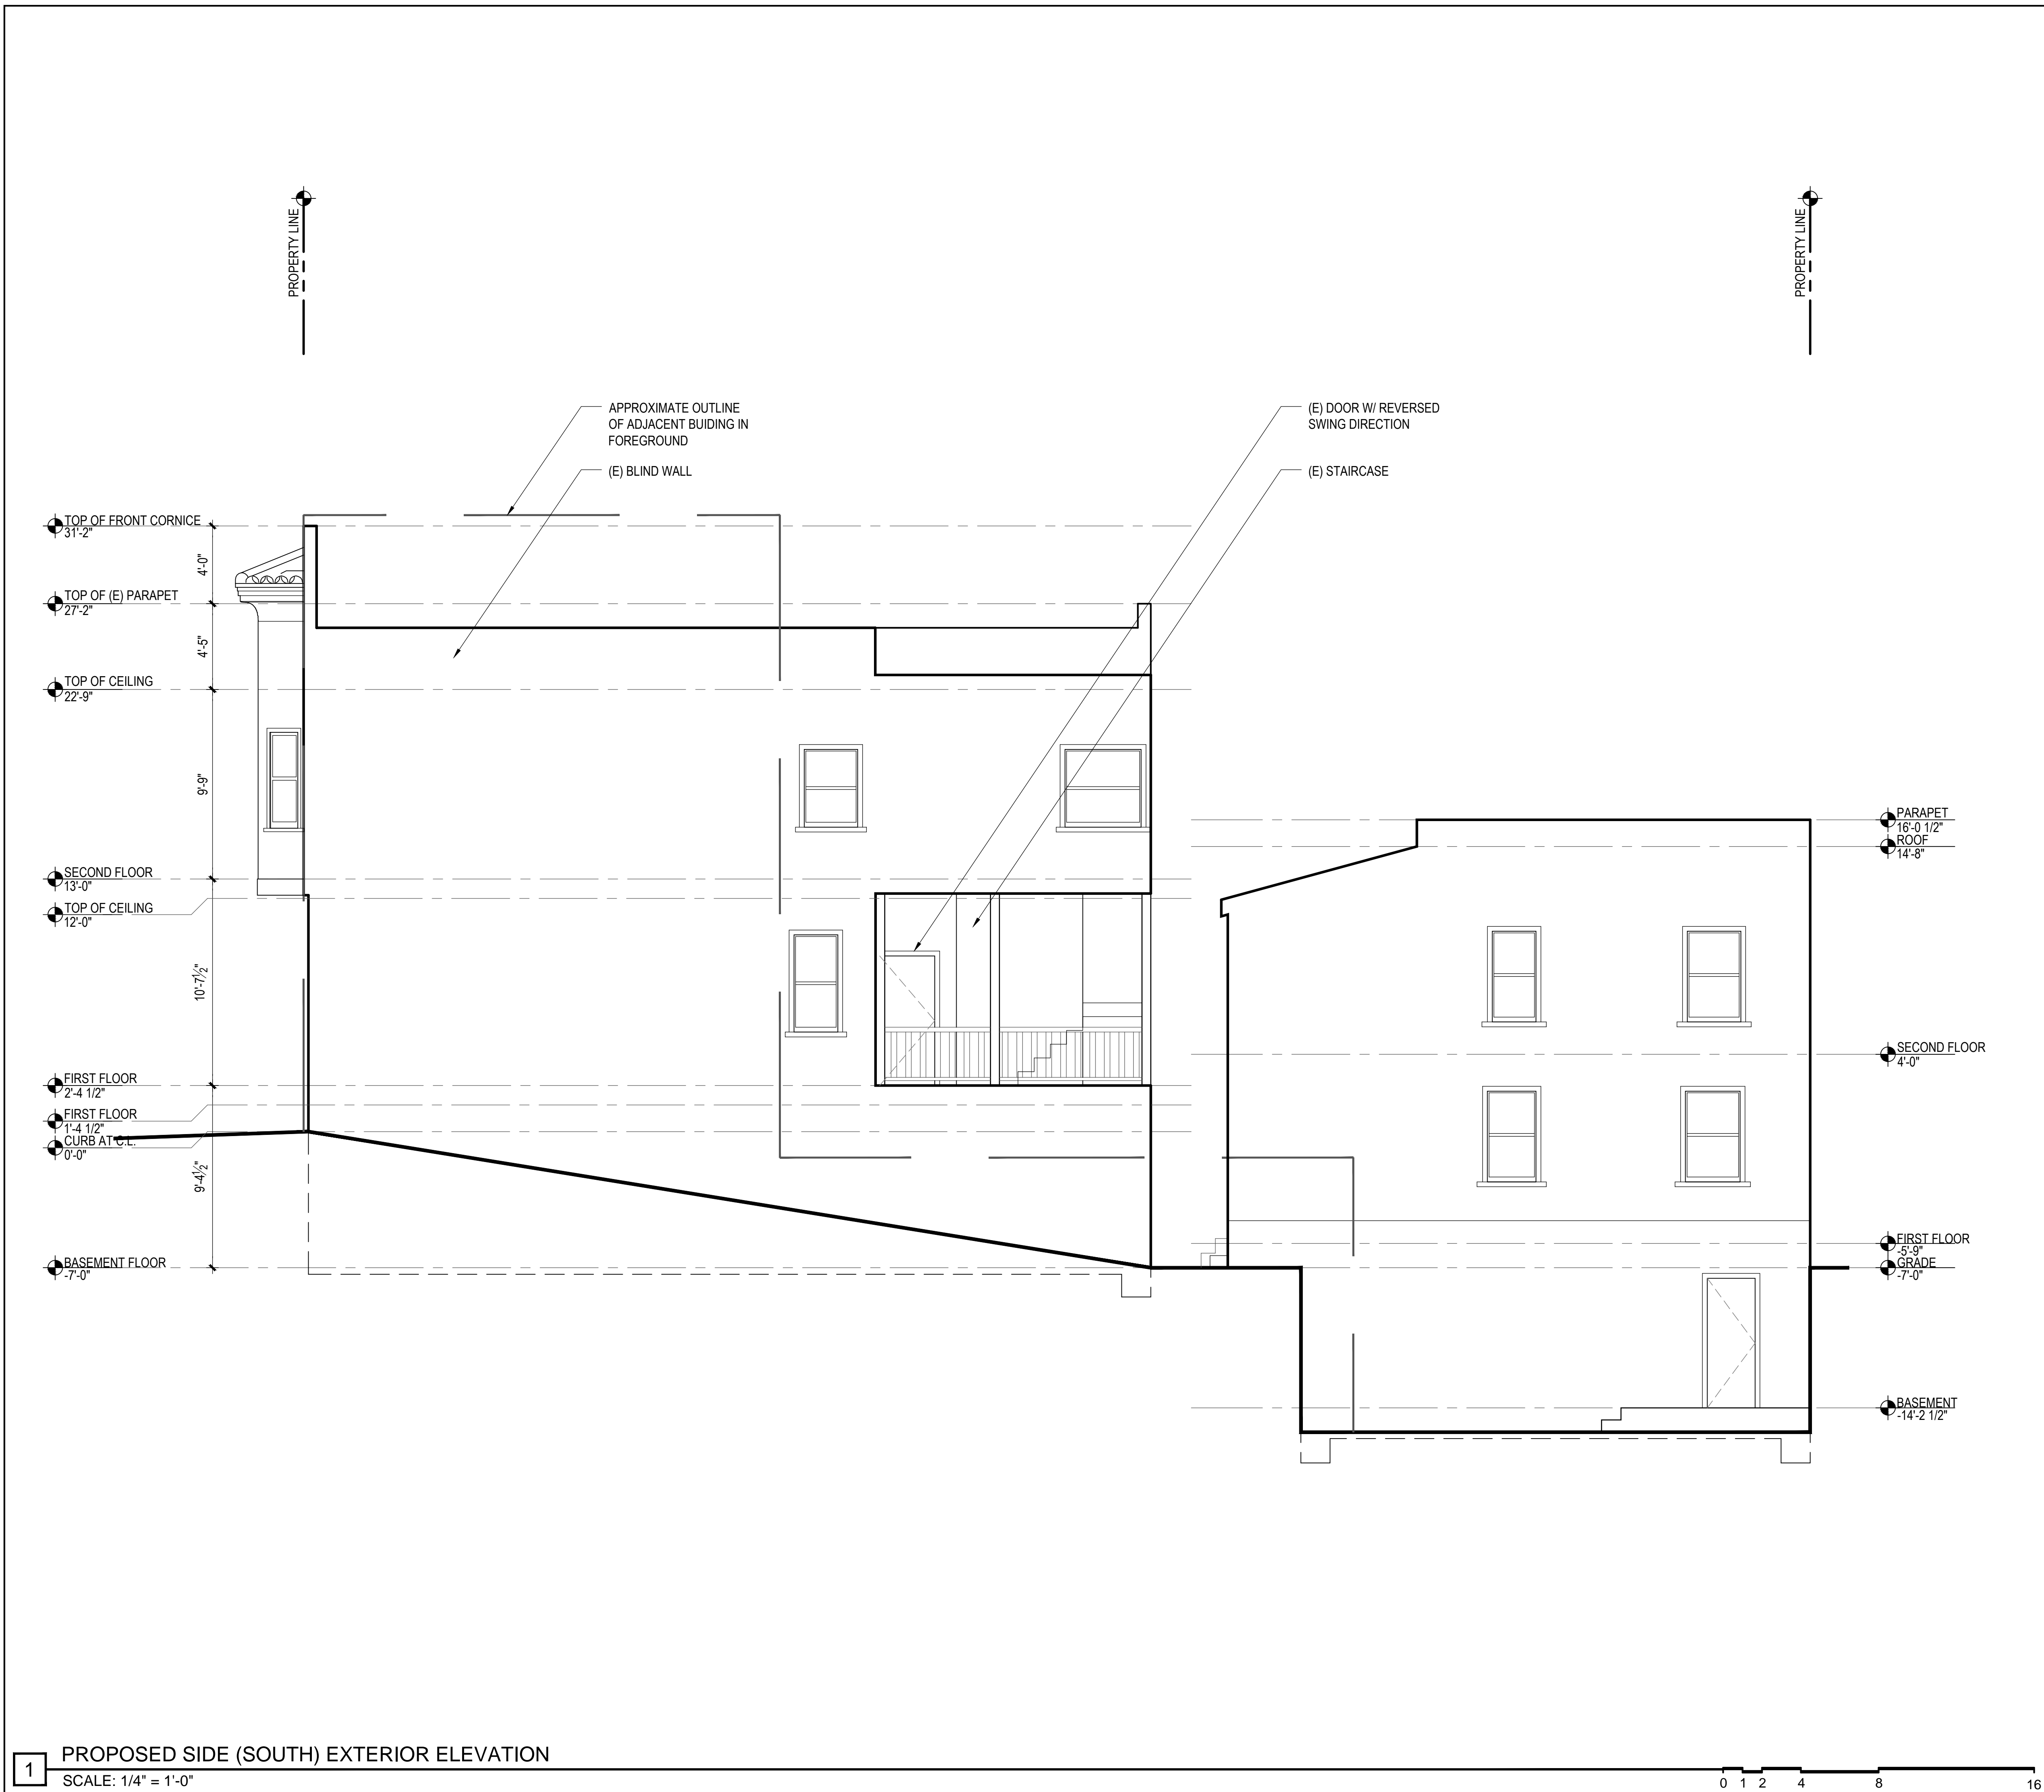 PROPERTY LINE
PROPERTY LINE
APPROXIMATE OUTLINE
OF ADJACENT BUIDING IN
FOREGROUND
(E) BLIND WALL
(E) DOOR W/ REVERSED
SWING DIRECTION
(E) STAIRCASE
TOP OF FRONT CORNICE
31'-2"
4'-0"
TOP OF (E) PARAPET
27'-2"
4'-5"
TOP OF CEILING
22'-9"
9'-9"
SECOND FLOOR
13'-0"
TOP OF CEILING
12'-0"
10'-7½"
FIRST FLOOR
2'-4 1/2"
FIRST FLOOR
1'-4 1/2"
CURB AT C.L.
0'-0"
9'-4½"
BASEMENT FLOOR
-7'-0"
PARAPET
16'-0 1/2"
ROOF
14'-8"
SECOND FLOOR
4'-0"
FIRST FLOOR
-5'-9"
GRADE
-7'-0"
BASEMENT
-14'-2 1/2"
1
PROPOSED SIDE (SOUTH) EXTERIOR ELEVATION
SCALE: 1/4" = 1'-0"
0 1 2 4 8 16